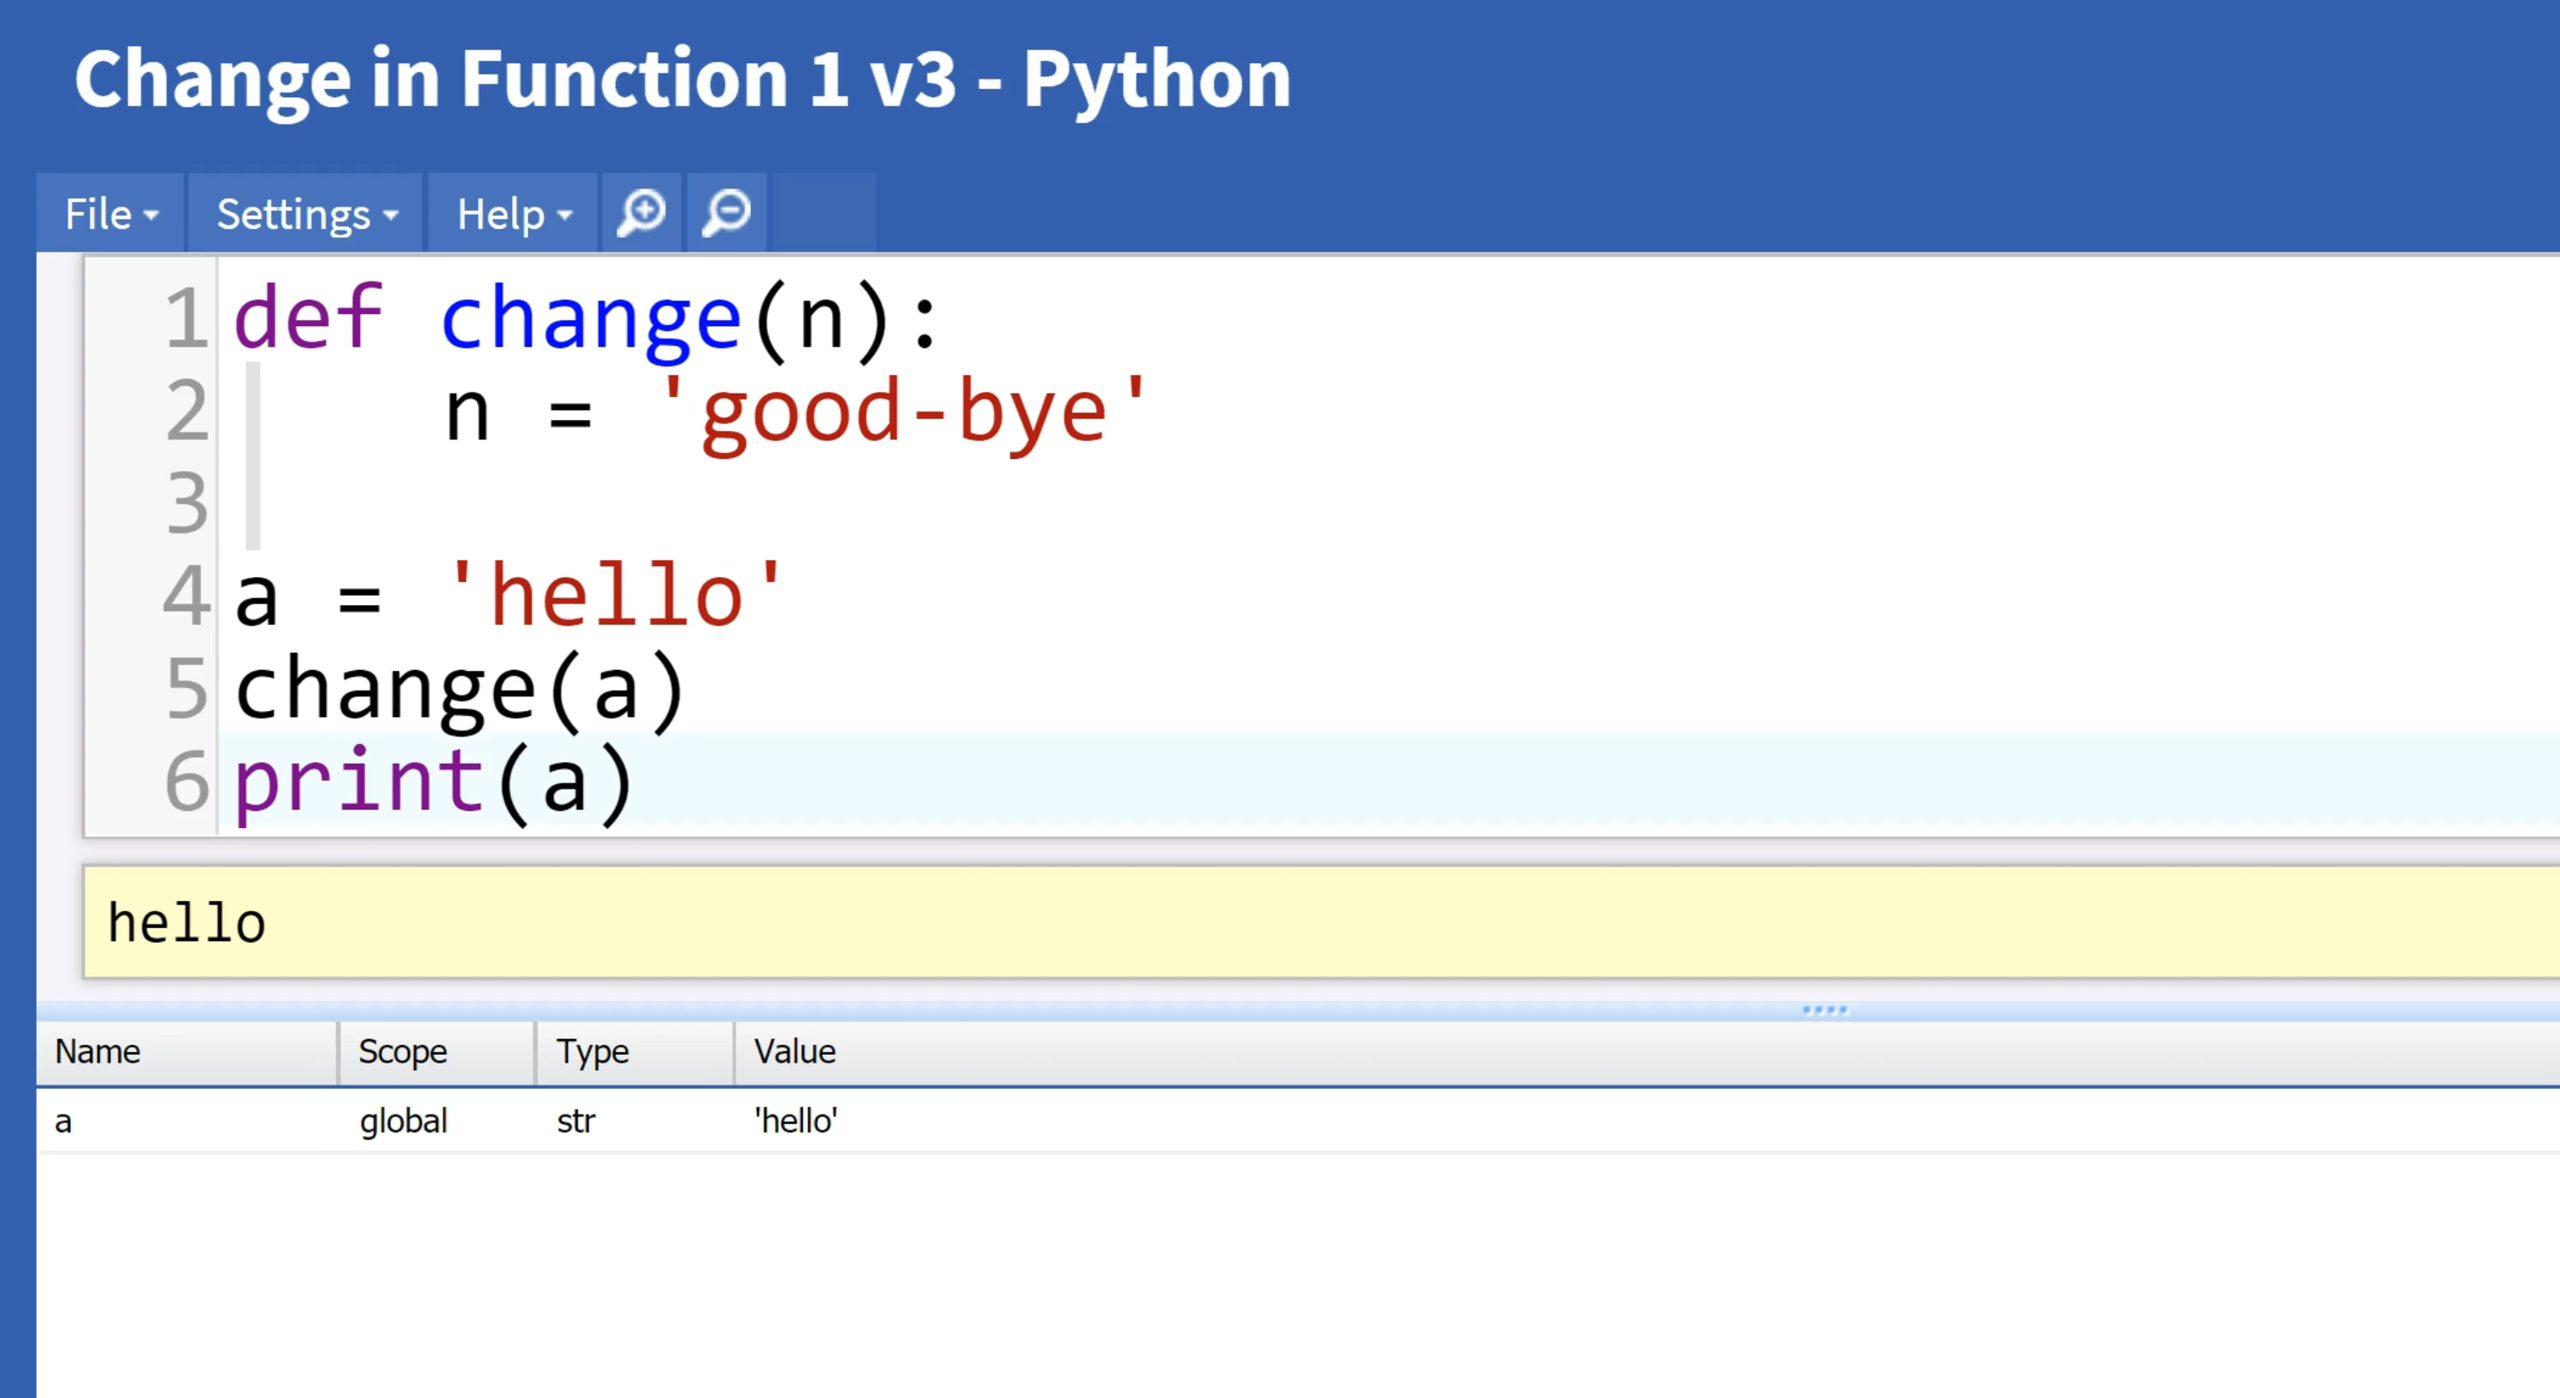 Change in Function 1 v3 - Python
File Settings Help
1 def change(n):
2     n = 'good-bye'
3
4 a = 'hello'
5 change(a)
6 print(a)
hello
Name Scope Type Value
a global str 'hello'